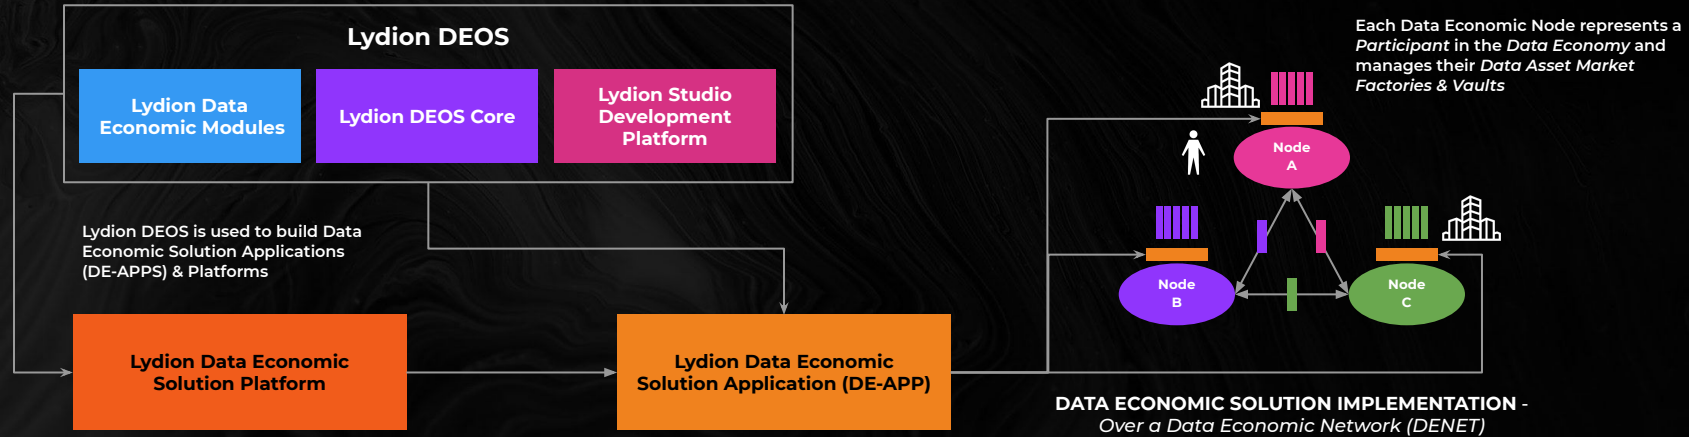 Lydion DEOS
Lydion Data
Economic Modules
Lydion DEOS Core
Lydion Studio
Development
Platform
Lydion DEOS is used to build Data
Economic Solution Applications
(DE-APPS) & Platforms
Lydion Data Economic
Solution Platform
Lydion Data Economic
Solution Application (DE-APP)
Each Data Economic Node represents a
Participant in the Data Economy and
manages their Data Asset Market
Factories & Vaults
Node
A
Node
B
Node
C
DATA ECONOMIC SOLUTION IMPLEMENTATION -
Over a Data Economic Network (DENET)